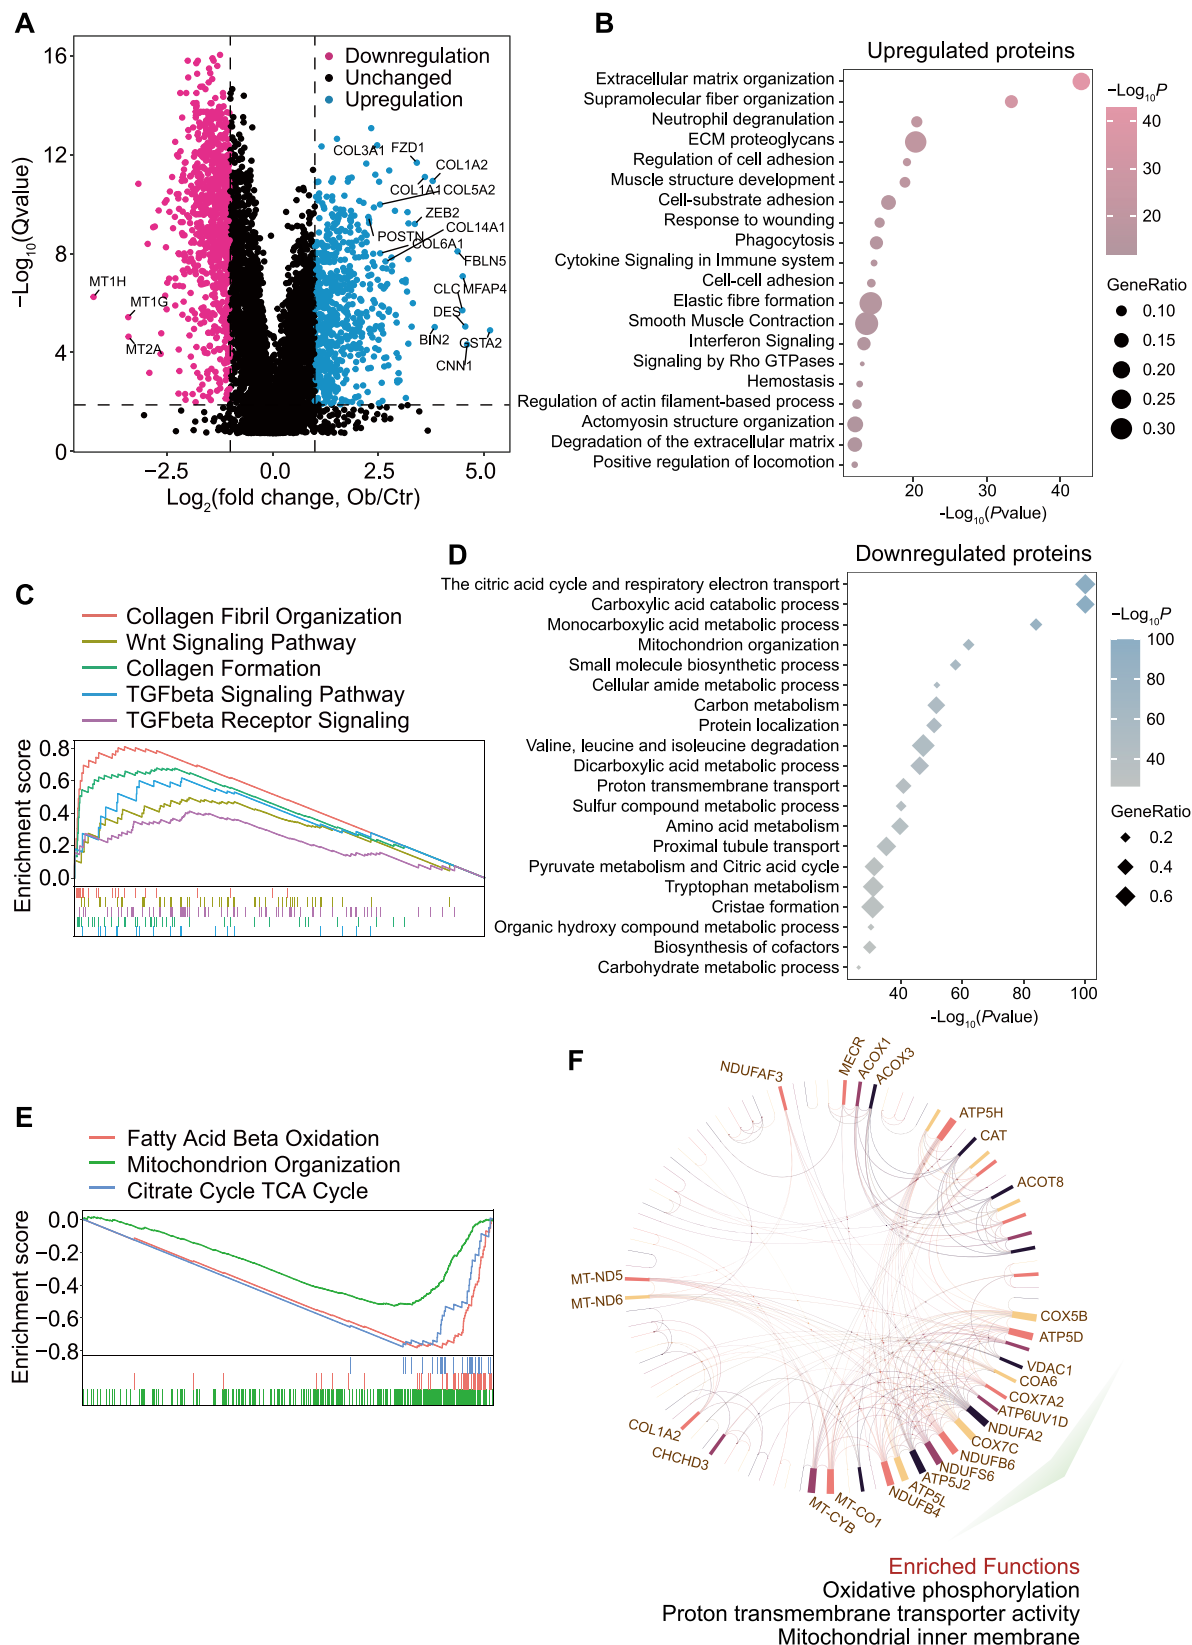 A
16
12
8
4
0
−Log10(Qvalue)
Downregulation
Unchanged
Upregulation
COL3A1
FZD1
COL1A2
COL1A1
COL5A2
ZEB2
COL14A1
POSTN
COL6A1
FBLN5
MT1H
MT1G
MT2A
CLC
MFAP4
DES
BIN2
GSTA2
CNN1
−2.5
0.0
2.5
5.0
Log2(fold change, Ob/Ctr)
B
Upregulated proteins
Extracellular matrix organization
Supramolecular fiber organization
Neutrophil degranulation
ECM proteoglycans
Regulation of cell adhesion
Muscle structure development
Cell-substrate adhesion
Response to wounding
Phagocytosis
Cytokine Signaling in Immune system
Cell-cell adhesion
Elastic fibre formation
Smooth Muscle Contraction
Interferon Signaling
Signaling by Rho GTPases
Hemostasis
Regulation of actin filament-based process
Actomyosin structure organization
Degradation of the extracellular matrix
Positive regulation of locomotion
20
30
40
-Log10(Pvalue)
−Log10P
40
30
20
GeneRatio
0.10
0.15
0.20
0.25
0.30
C
Collagen Fibril Organization
Wnt Signaling Pathway
Collagen Formation
TGFbeta Signaling Pathway
TGFbeta Receptor Signaling
Enrichment score
0.8
0.6
0.4
0.2
0.0
D
Downregulated proteins
The citric acid cycle and respiratory electron transport
Carboxylic acid catabolic process
Monocarboxylic acid metabolic process
Mitochondrion organization
Small molecule biosynthetic process
Cellular amide metabolic process
Carbon metabolism
Protein localization
Valine, leucine and isoleucine degradation
Dicarboxylic acid metabolic process
Proton transmembrane transport
Sulfur compound metabolic process
Amino acid metabolism
Proximal tubule transport
Pyruvate metabolism and Citric acid cycle
Tryptophan metabolism
Cristae formation
Organic hydroxy compound metabolic process
Biosynthesis of cofactors
Carbohydrate metabolic process
40
60
80
100
-Log10(Pvalue)
−Log10P
100
80
60
40
GeneRatio
0.2
0.4
0.6
E
Fatty Acid Beta Oxidation
Mitochondrion Organization
Citrate Cycle TCA Cycle
Enrichment score
0.0
−0.2
−0.4
−0.6
−0.8
F
NDUFAF3
MECR
ACOX1
ACOX3
ATP5H
CAT
ACOT8
MT-ND5
MT-ND6
COX5B
ATP5D
VDAC1
COA6
COX7A2
ATP6UV1D
NDUFA2
COX7C
NDUFB6
NDUFS6
ATP5J2
ATP5L
NDUFB4
MT-CO1
MT-CYB
CHCHD3
COL1A2
Enriched Functions
Oxidative phosphorylation
Proton transmembrane transporter activity
Mitochondrial inner membrane